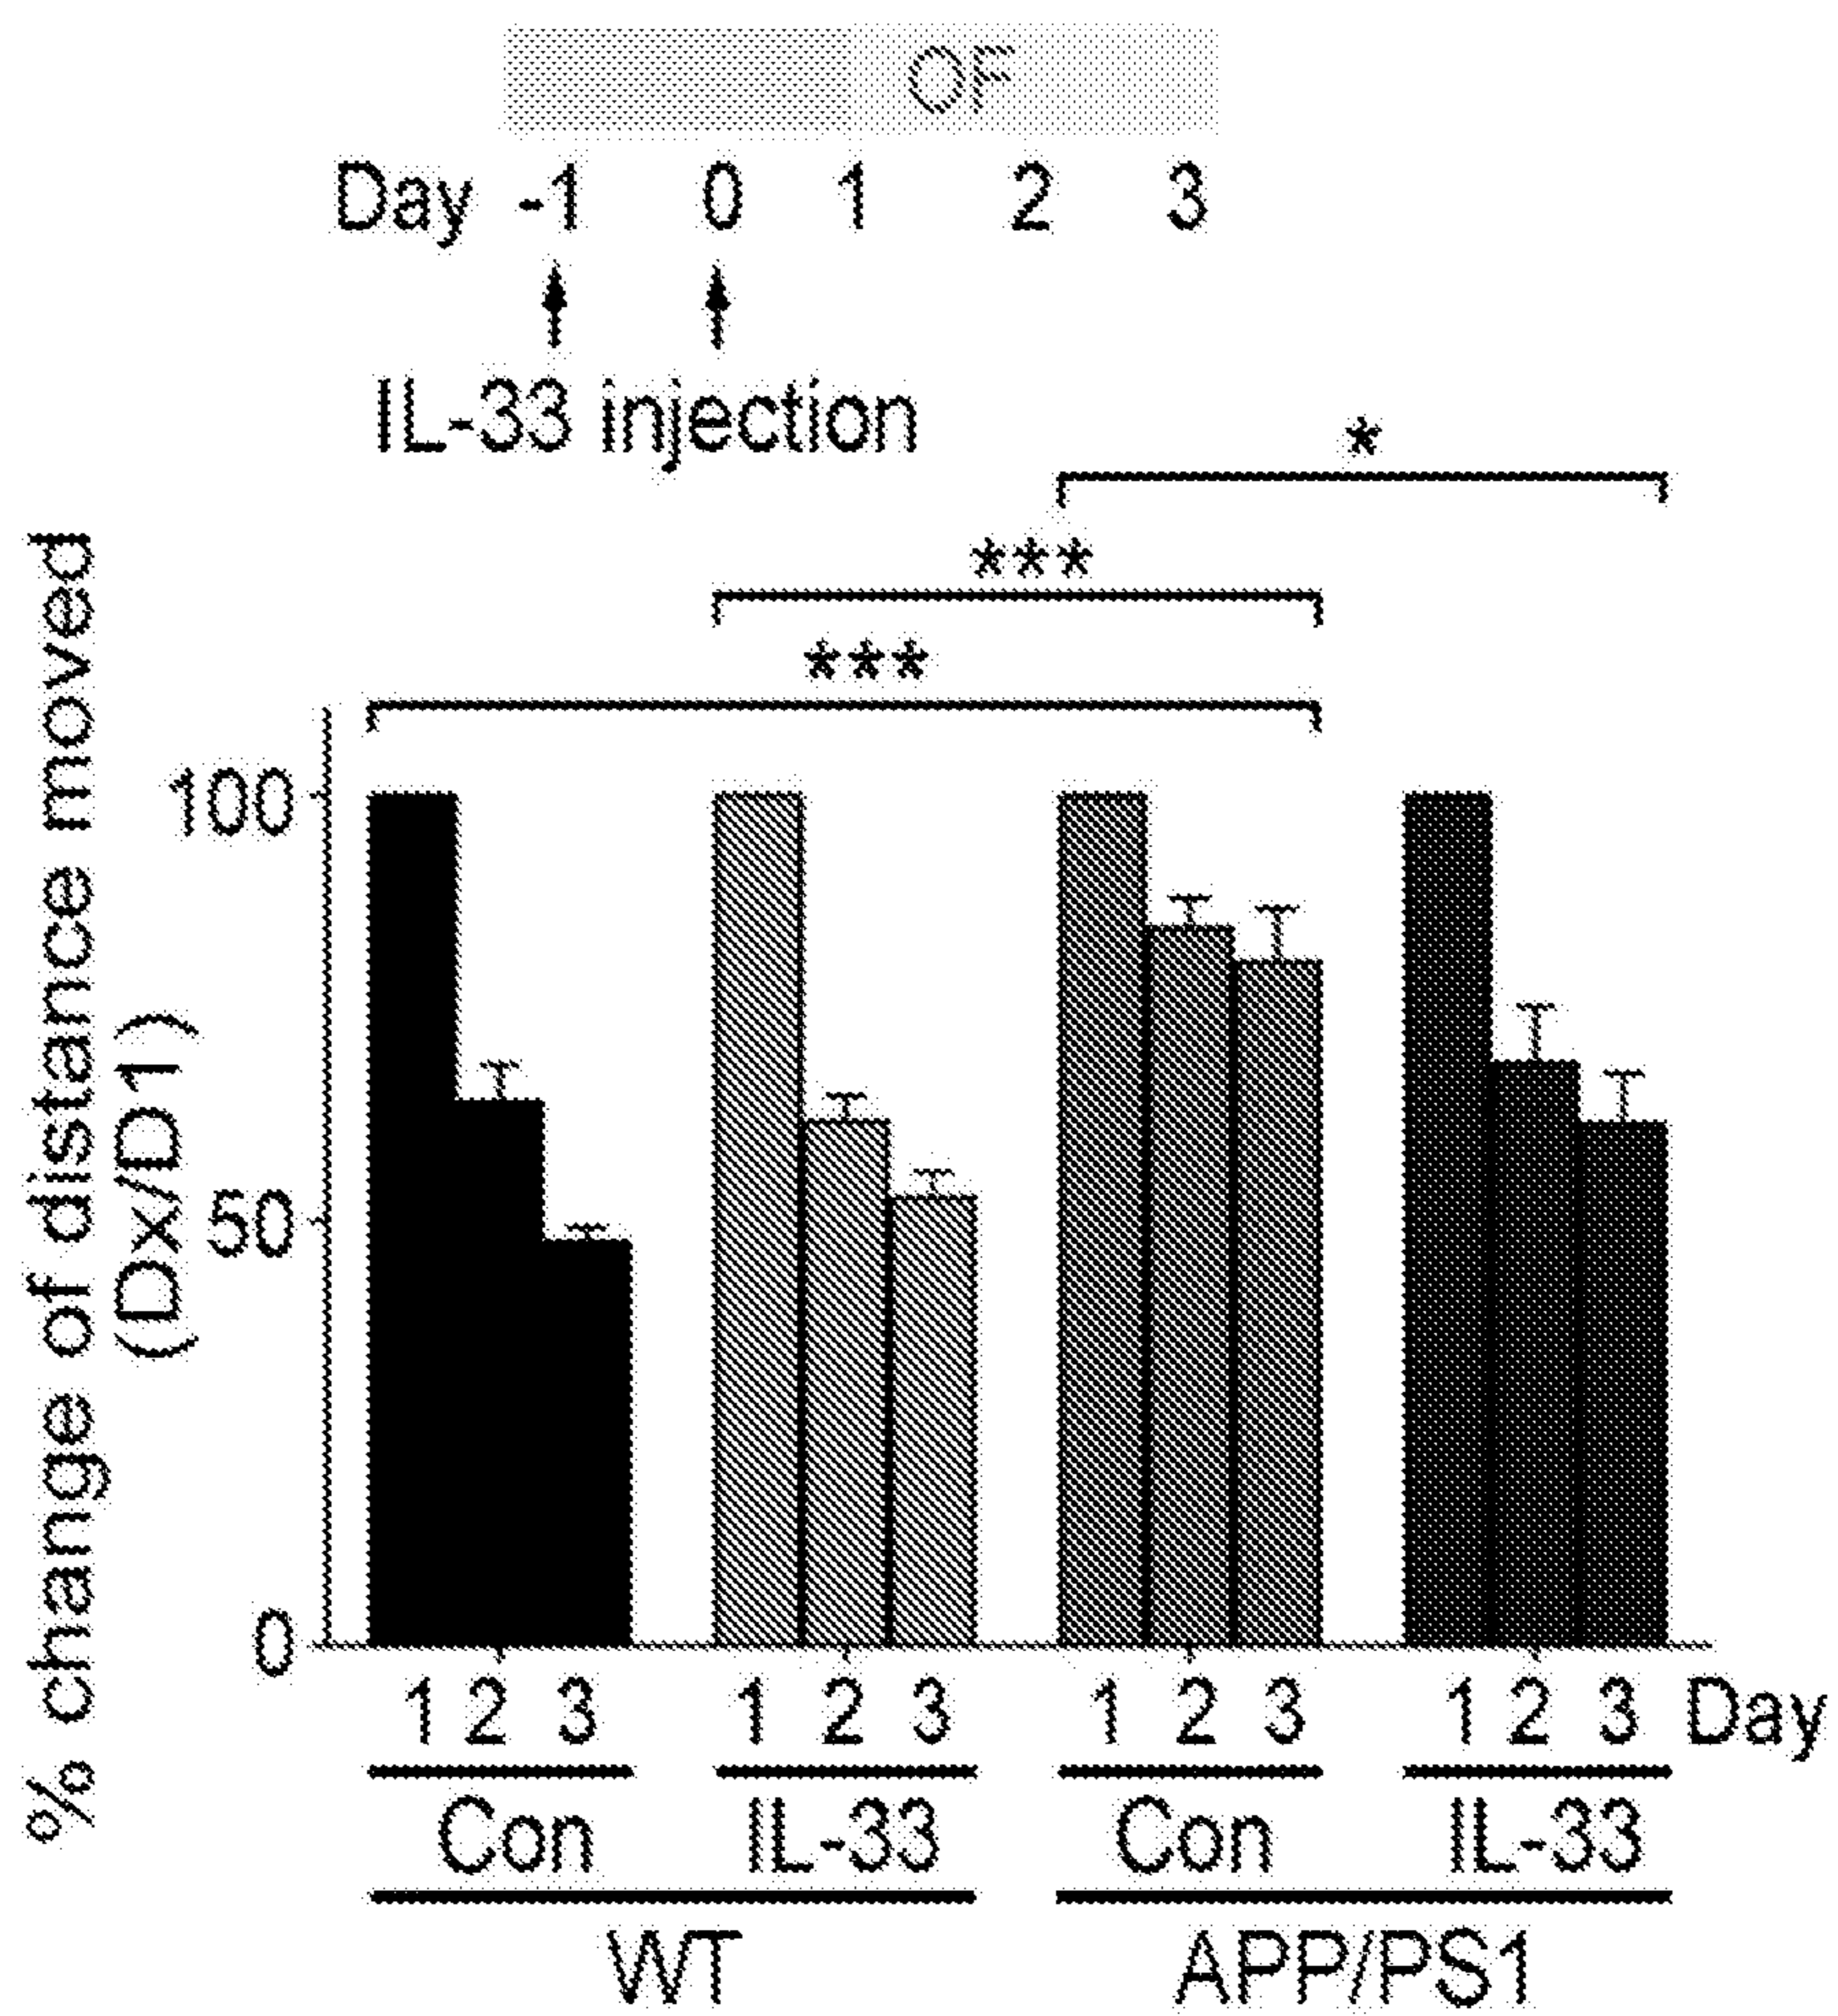 OF
Day -1 0 1 2 3
IL-33 injection
*
***
***
% change of distance moved
(Dx/D1)
100
50
0
1 2 3 1 2 3 1 2 3 1 2 3 Day
Con IL-33 Con IL-33
WT APP/PS1